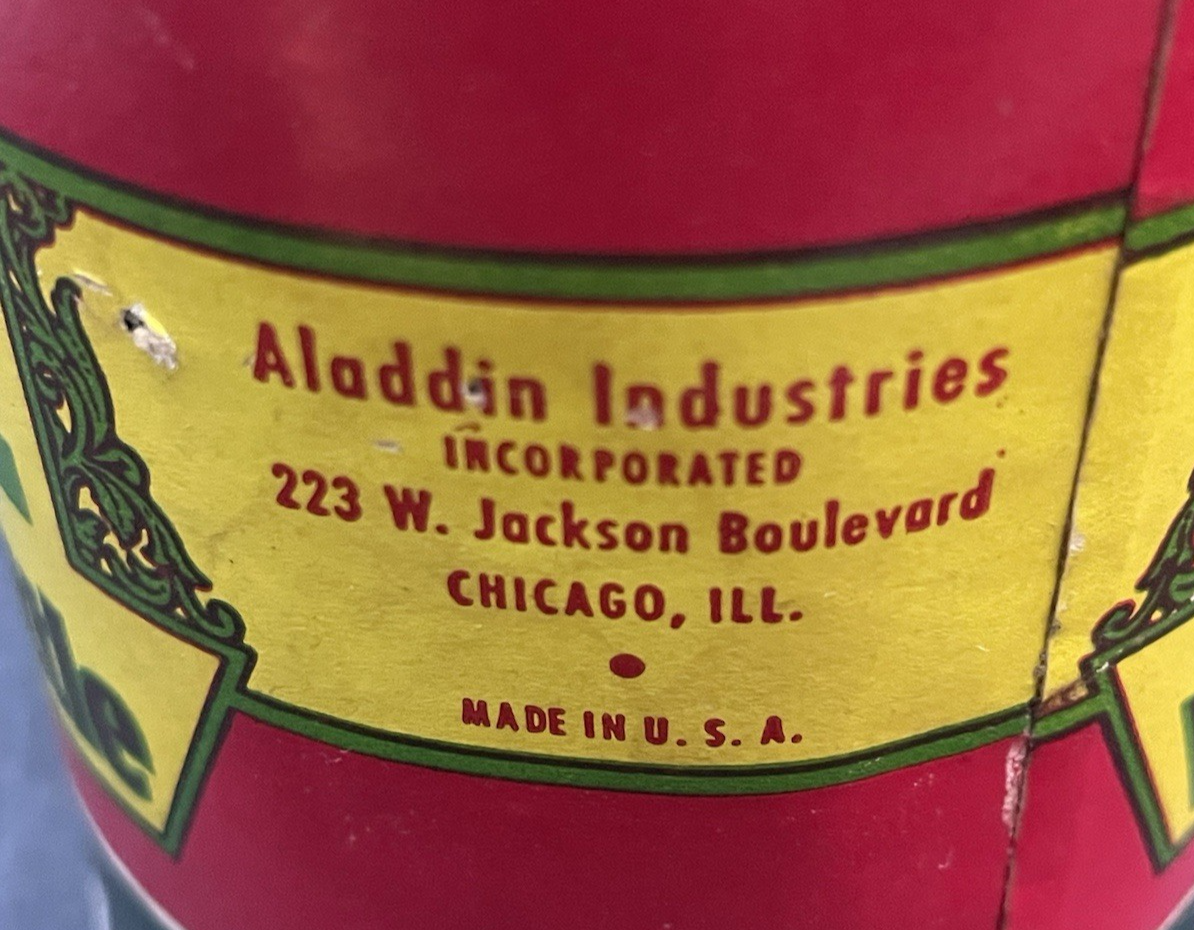 Aladdin Industries
INCORPORATED
223 W. Jackson Boulevard
CHICAGO, ILL.
MADE IN U. S. A.